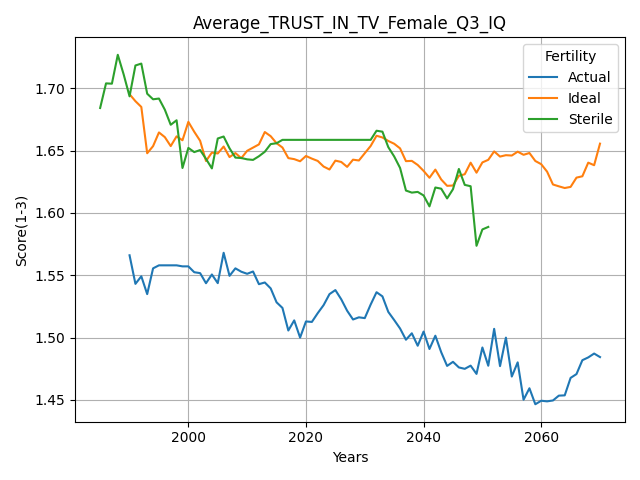 Average_TRUST_IN_TV_Female_Q3_IQ
Fertility
Actual
Ideal
Sterile
Score(1-3)
1.70
1.65
1.60
1.55
1.50
1.45
2000
2020
2040
2060
Years